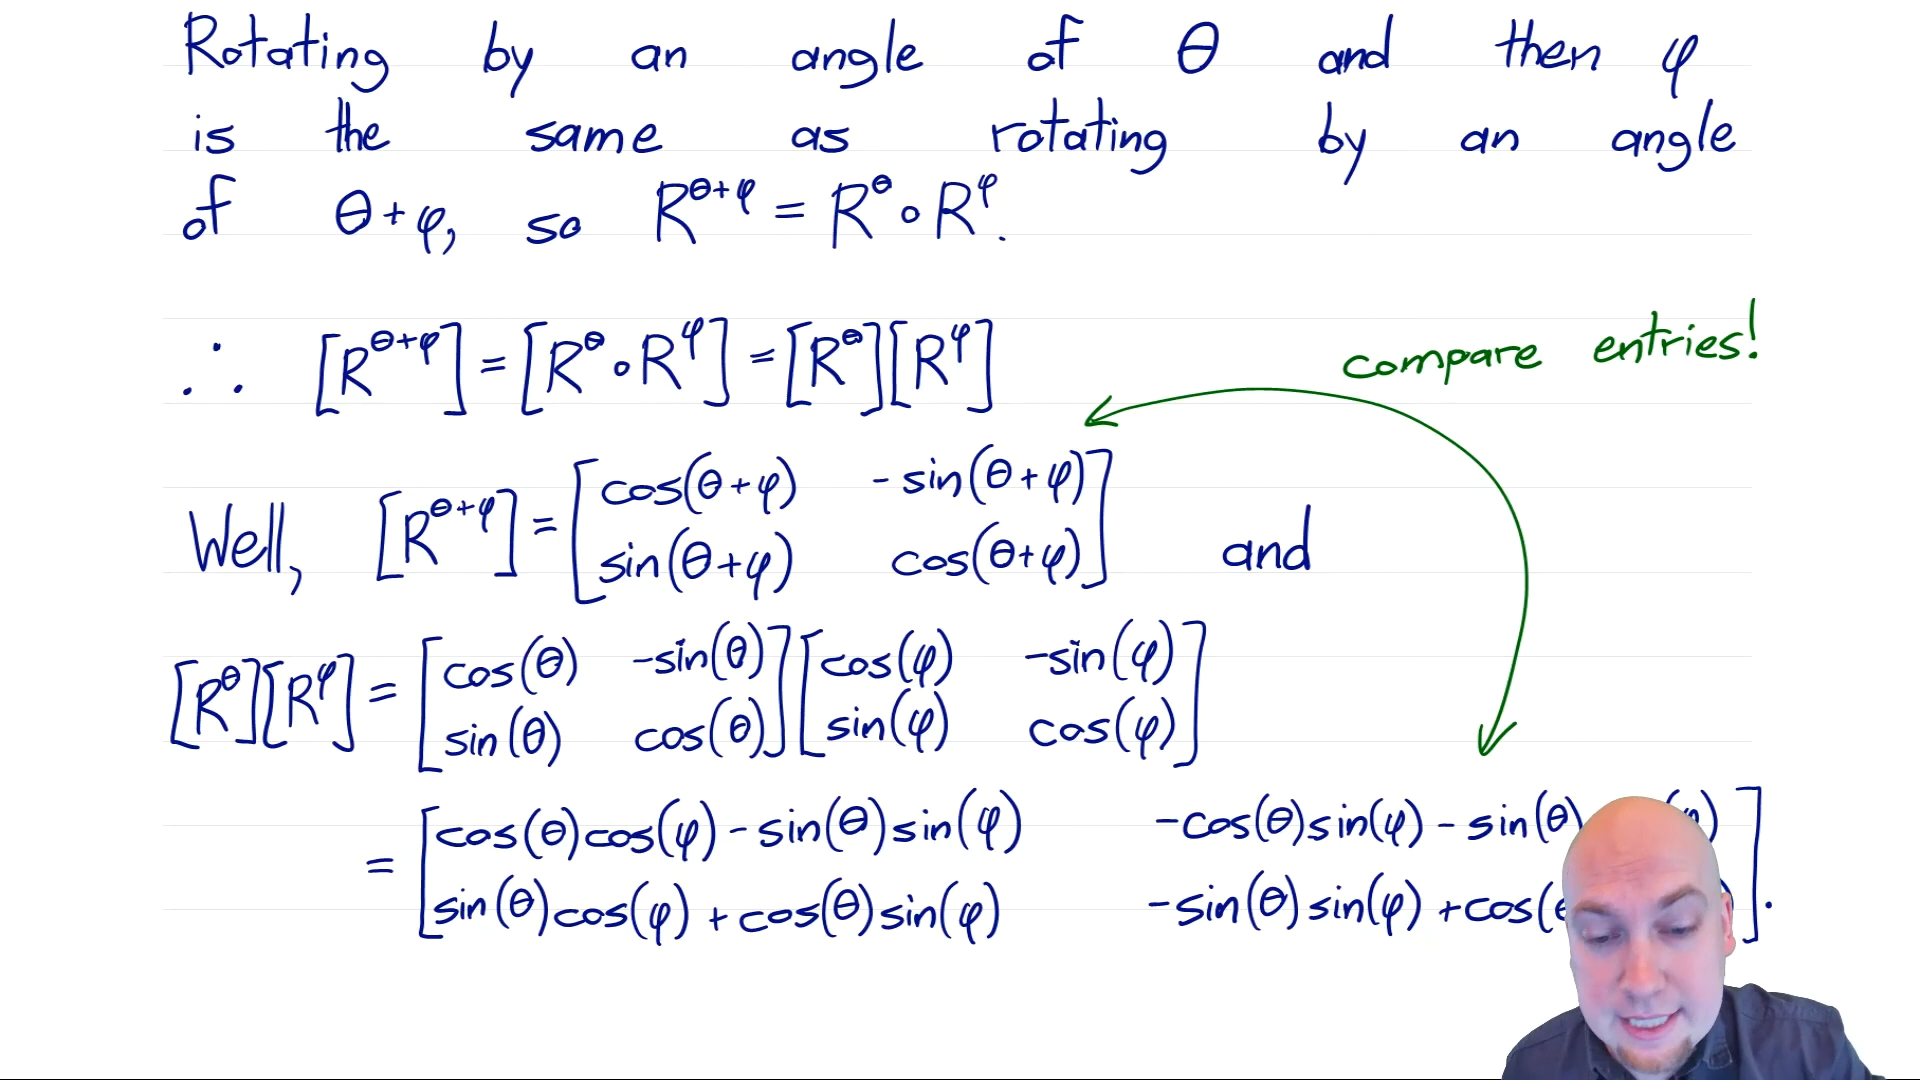 Rotating by an angle of θ and then φ
is the same as rotating by an angle
of θ+φ, so R^{θ+φ} = R^θ ∘ R^φ.
∴ [R^{θ+φ}] = [R^θ ∘ R^φ] = [R^θ][R^φ]
compare entries!
Well, [R^{θ+φ}] = [cos(θ+φ) -sin(θ+φ)
sin(θ+φ) cos(θ+φ)] and
[R^θ][R^φ] = [cos(θ) -sin(θ)
sin(θ) cos(θ)] [cos(φ) -sin(φ)
sin(φ) cos(φ)]
= [cos(θ)cos(φ) - sin(θ)sin(φ) -cos(θ)sin(φ) - sin(θ)
sin(θ)cos(φ) + cos(θ)sin(φ) -sin(θ)sin(φ) + cos(].